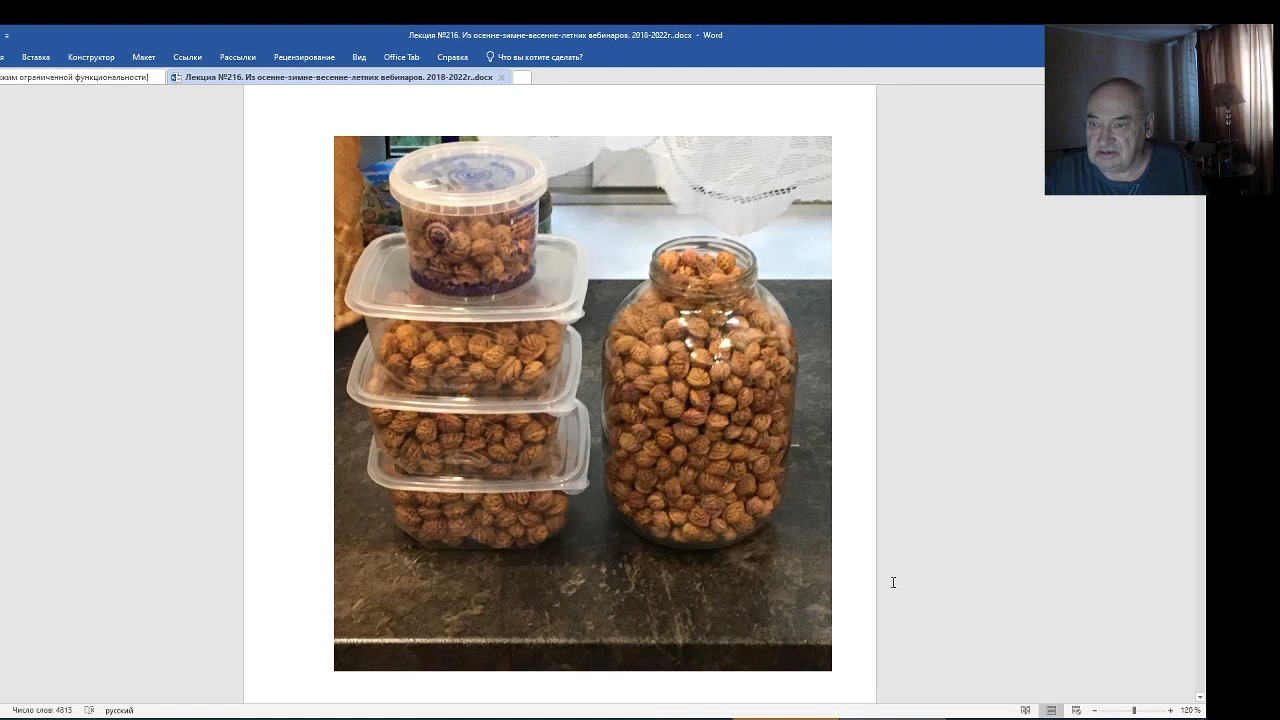 Лекция №216. Из осенне-зимне-весенне-летних вебинаров. 2018-2022г..docx - Word
я Вставка Конструктор Макет Ссылки Рассылки Рецензирование Вид Office Tab Справка Что вы хотите сделать?
жим ограниченной функциональности] Лекция №216. Из осенне-зимне-весенне-летних вебинаров. 2018-2022г..docx
Число слов: 4813 русский 120 %